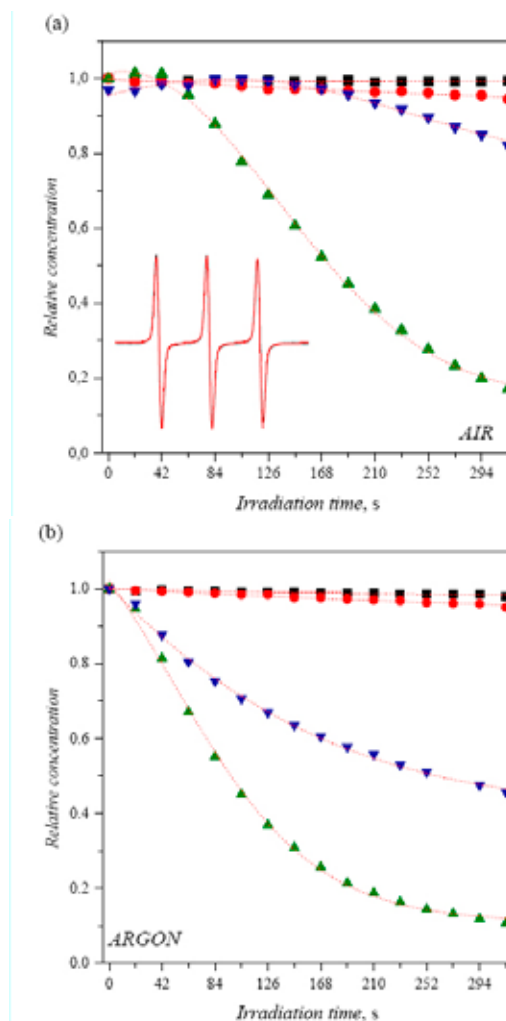 (a)
1,0
0,8
0,6
0,4
0,2
0,0
Relative concentration
AIR
0 42 84 126 168 210 252 294
Irradiation time, s
(b)
1.0
0.8
0.6
0.4
0.2
0.0
Relative concentration
ARGON
0 42 84 126 168 210 252 294
Irradiation time, s